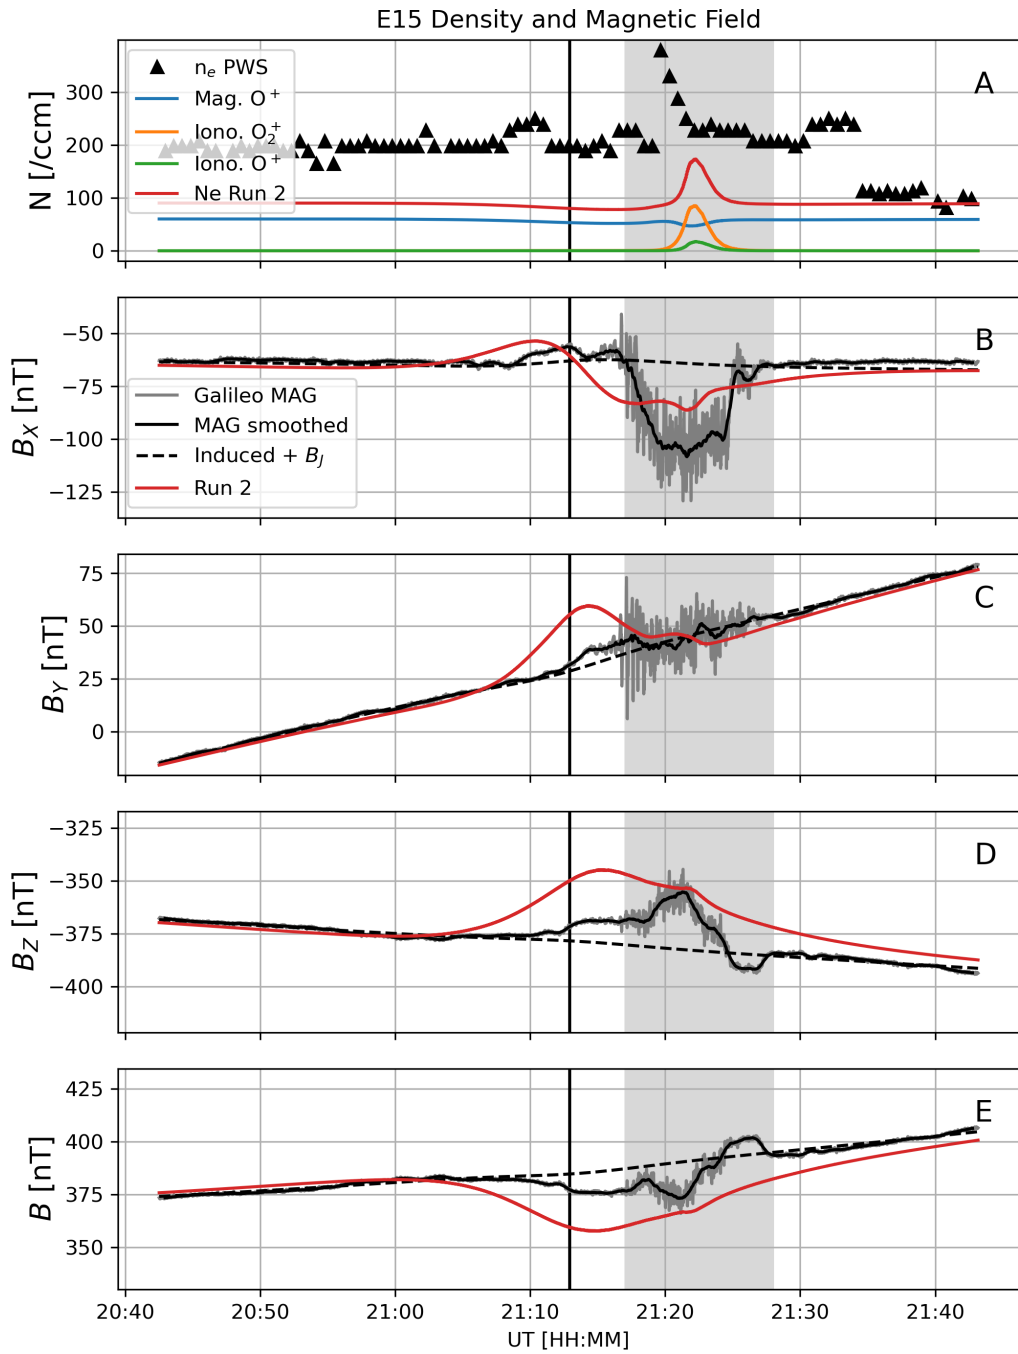 E15 Density and Magnetic Field
N [/ccm]
300
200
100
0
nₑ PWS
Mag. O⁺
Iono. O₂⁺
Iono. O⁺
Ne Run 2
A
B_X [nT]
−50
−75
−100
−125
Galileo MAG
MAG smoothed
Induced + B_J
Run 2
B
B_Y [nT]
75
50
25
0
C
B_Z [nT]
−325
−350
−375
−400
D
B [nT]
425
400
375
350
E
20:40 20:50 21:00 21:10 21:20 21:30 21:40
UT [HH:MM]